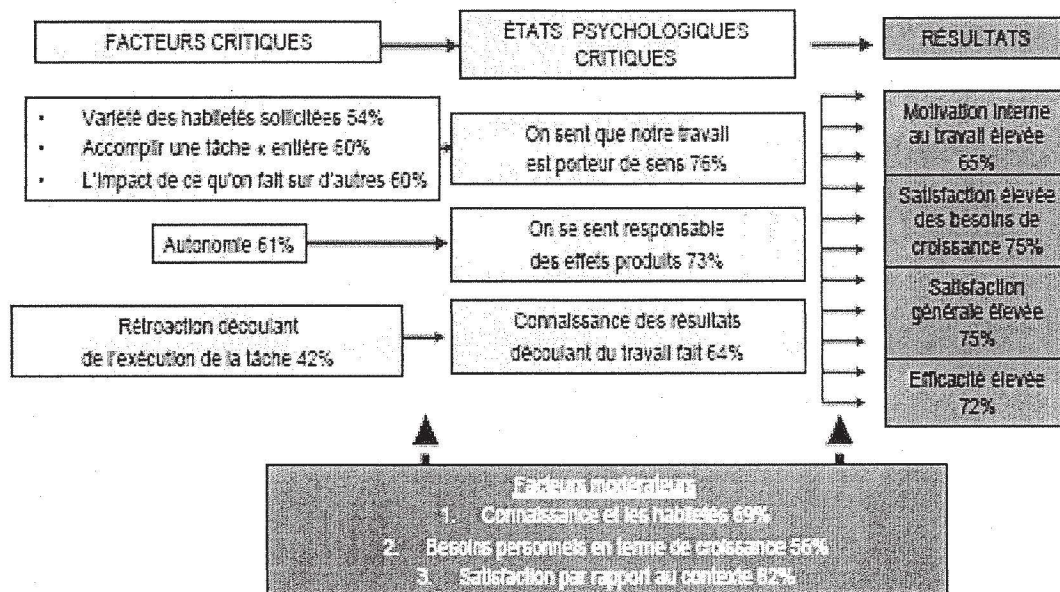 FACTEURS CRITIQUES
ÉTATS PSYCHOLOGIQUES
CRITIQUES
RÉSULTATS
• Variété des habiletés sollicitées 54%
• Accomplir une tâche « entière 60%
• L'impact de ce qu'on fait sur d'autres 60%
On sent que notre travail
est porteur de sens 76%
Autonomie 61%
On se sent responsable
des effets produits 73%
Rétroaction découlant
de l'exécution de la tâche 42%
Connaissance des résultats
découlant du travail fait 64%
Motivation interne
au travail élevée
65%
Satisfaction élevée
des besoins de
croissance 75%
Satisfaction
générale élevée
75%
Efficacité élevée
72%
Facteurs modérateurs
1. Connaissance et les habiletés 69%
2. Besoins personnels en terme de croissance 56%
3. Satisfaction par rapport au contexte 62%